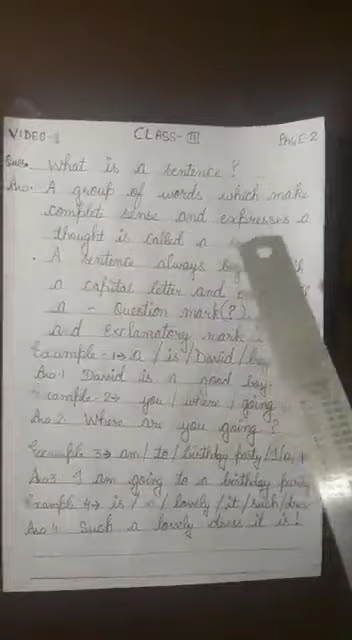 VIDEO-1 CLASS-III PAGE-2
Ques. What is a sentence?
Ans. A group of words which make
complete sense and expresses a
thought is called a
. A sentence always
a capital letter and
a - Question mark(?)
and Exclamatory mark
Example-1→ a / is / David /
Ans.1 David is a good boy
Example-2→ you / where / going
Ans 2. Where are you going?
Example 3→ am / to / birthday party / I / a
Ans3. I am going to a birthday party
Example 4→ is / a / lovely / it / such / dress
Ans 4. Such a lovely dress it is!